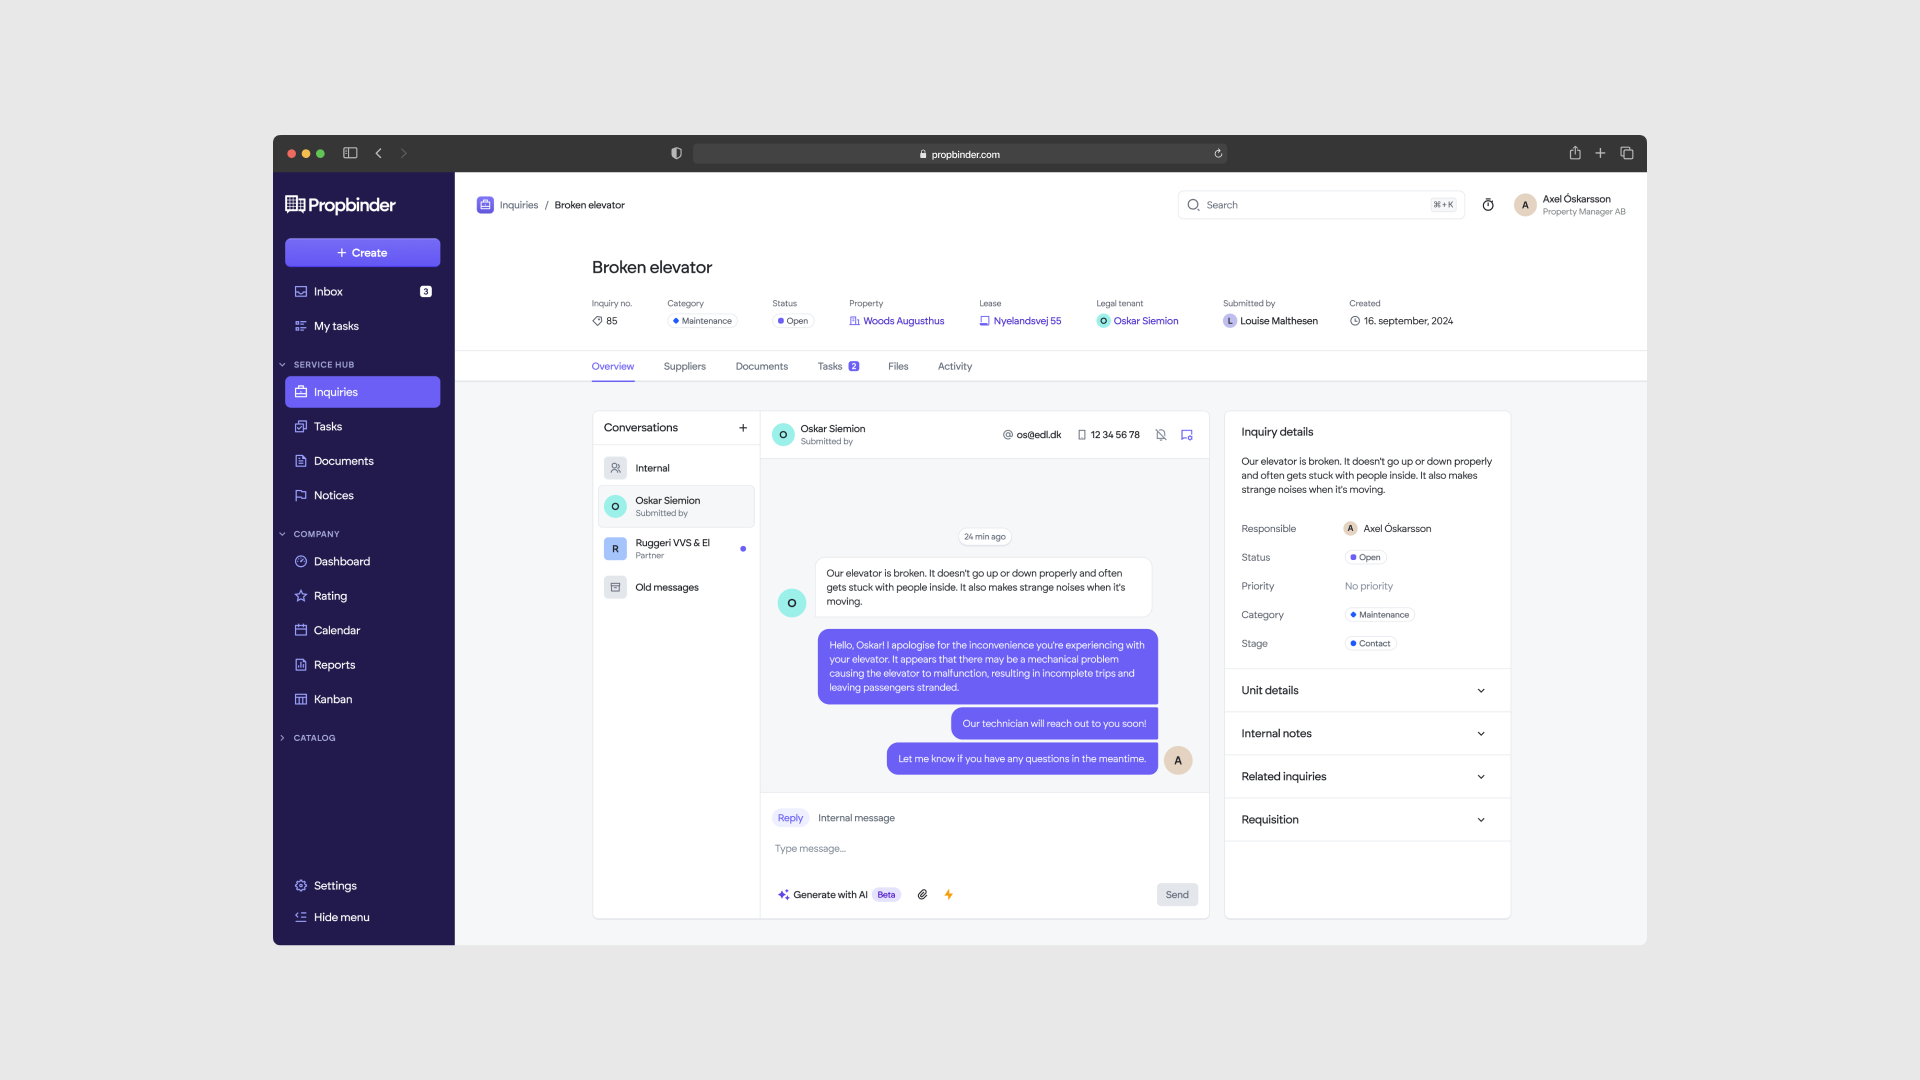 propbinder.com
Propbinder
Create
Inbox 3
My tasks
SERVICE HUB
Inquiries
Tasks
Documents
Notices
COMPANY
Dashboard
Rating
Calendar
Reports
Kanban
CATALOG
Settings
Hide menu
Inquiries / Broken elevator
Search ⌘+K
A Axel Óskarsson
Property Manager AB
Broken elevator
Inquiry no. Category Status Property Lease Legal tenant Submitted by Created
85 Maintenance Open Woods Augusthus Nyelandsvej 55 O Oskar Siemion L Louise Malthesen 16. september, 2024
Overview Suppliers Documents Tasks 2 Files Activity
Conversations +
Internal
O Oskar Siemion
Submitted by
R Ruggeri VVS & El
Partner
Old messages
O Oskar Siemion
Submitted by
@ os@edl.dk 12 34 56 78
24 min ago
Our elevator is broken. It doesn't go up or down properly and often
gets stuck with people inside. It also makes strange noises when it's
moving.
O
Hello, Oskar! I apologise for the inconvenience you're experiencing with
your elevator. It appears that there may be a mechanical problem
causing the elevator to malfunction, resulting in incomplete trips and
leaving passengers stranded.
Our technician will reach out to you soon!
Let me know if you have any questions in the meantime.
A
Reply Internal message
Type message...
Generate with AI Beta
Send
Inquiry details
Our elevator is broken. It doesn't go up or down properly
and often gets stuck with people inside. It also makes
strange noises when it's moving.
Responsible A Axel Óskarsson
Status Open
Priority No priority
Category Maintenance
Stage Contact
Unit details
Internal notes
Related inquiries
Requisition